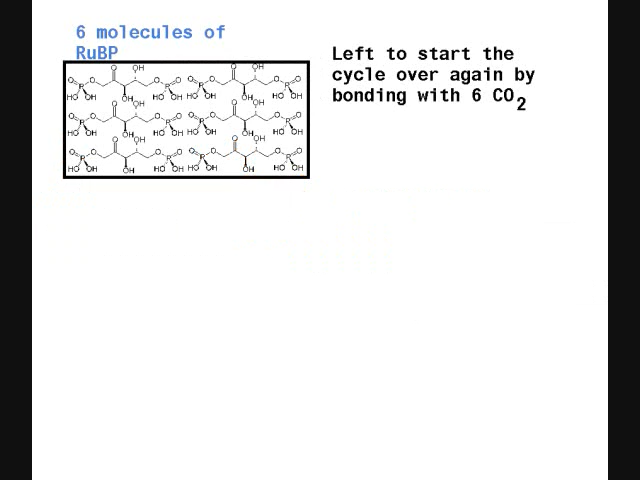 6 molecules of
RuBP
Left to start the
cycle over again by
bonding with 6 CO2